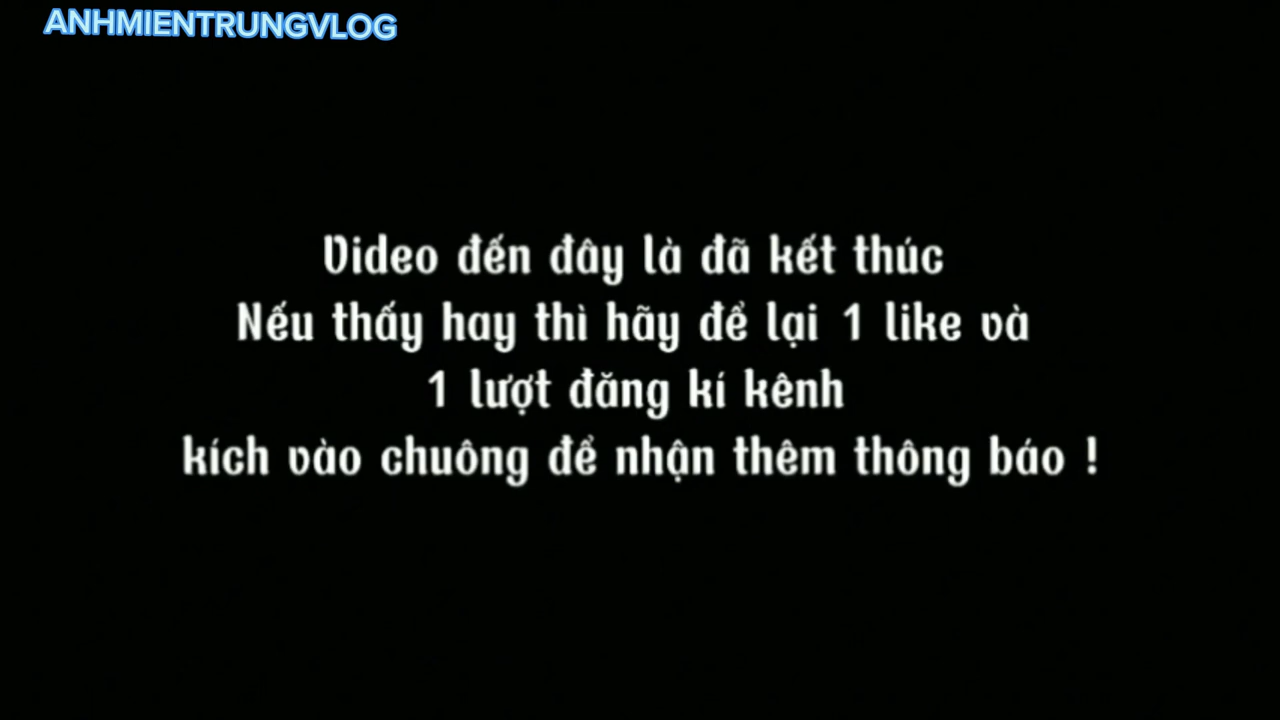 ANHMIENTRUNGVLOG
Video đến đây là đã kết thúc
Nếu thấy hay thì hãy để lại 1 like và
1 lượt đăng kí kênh
kích vào chuông để nhận thêm thông báo !